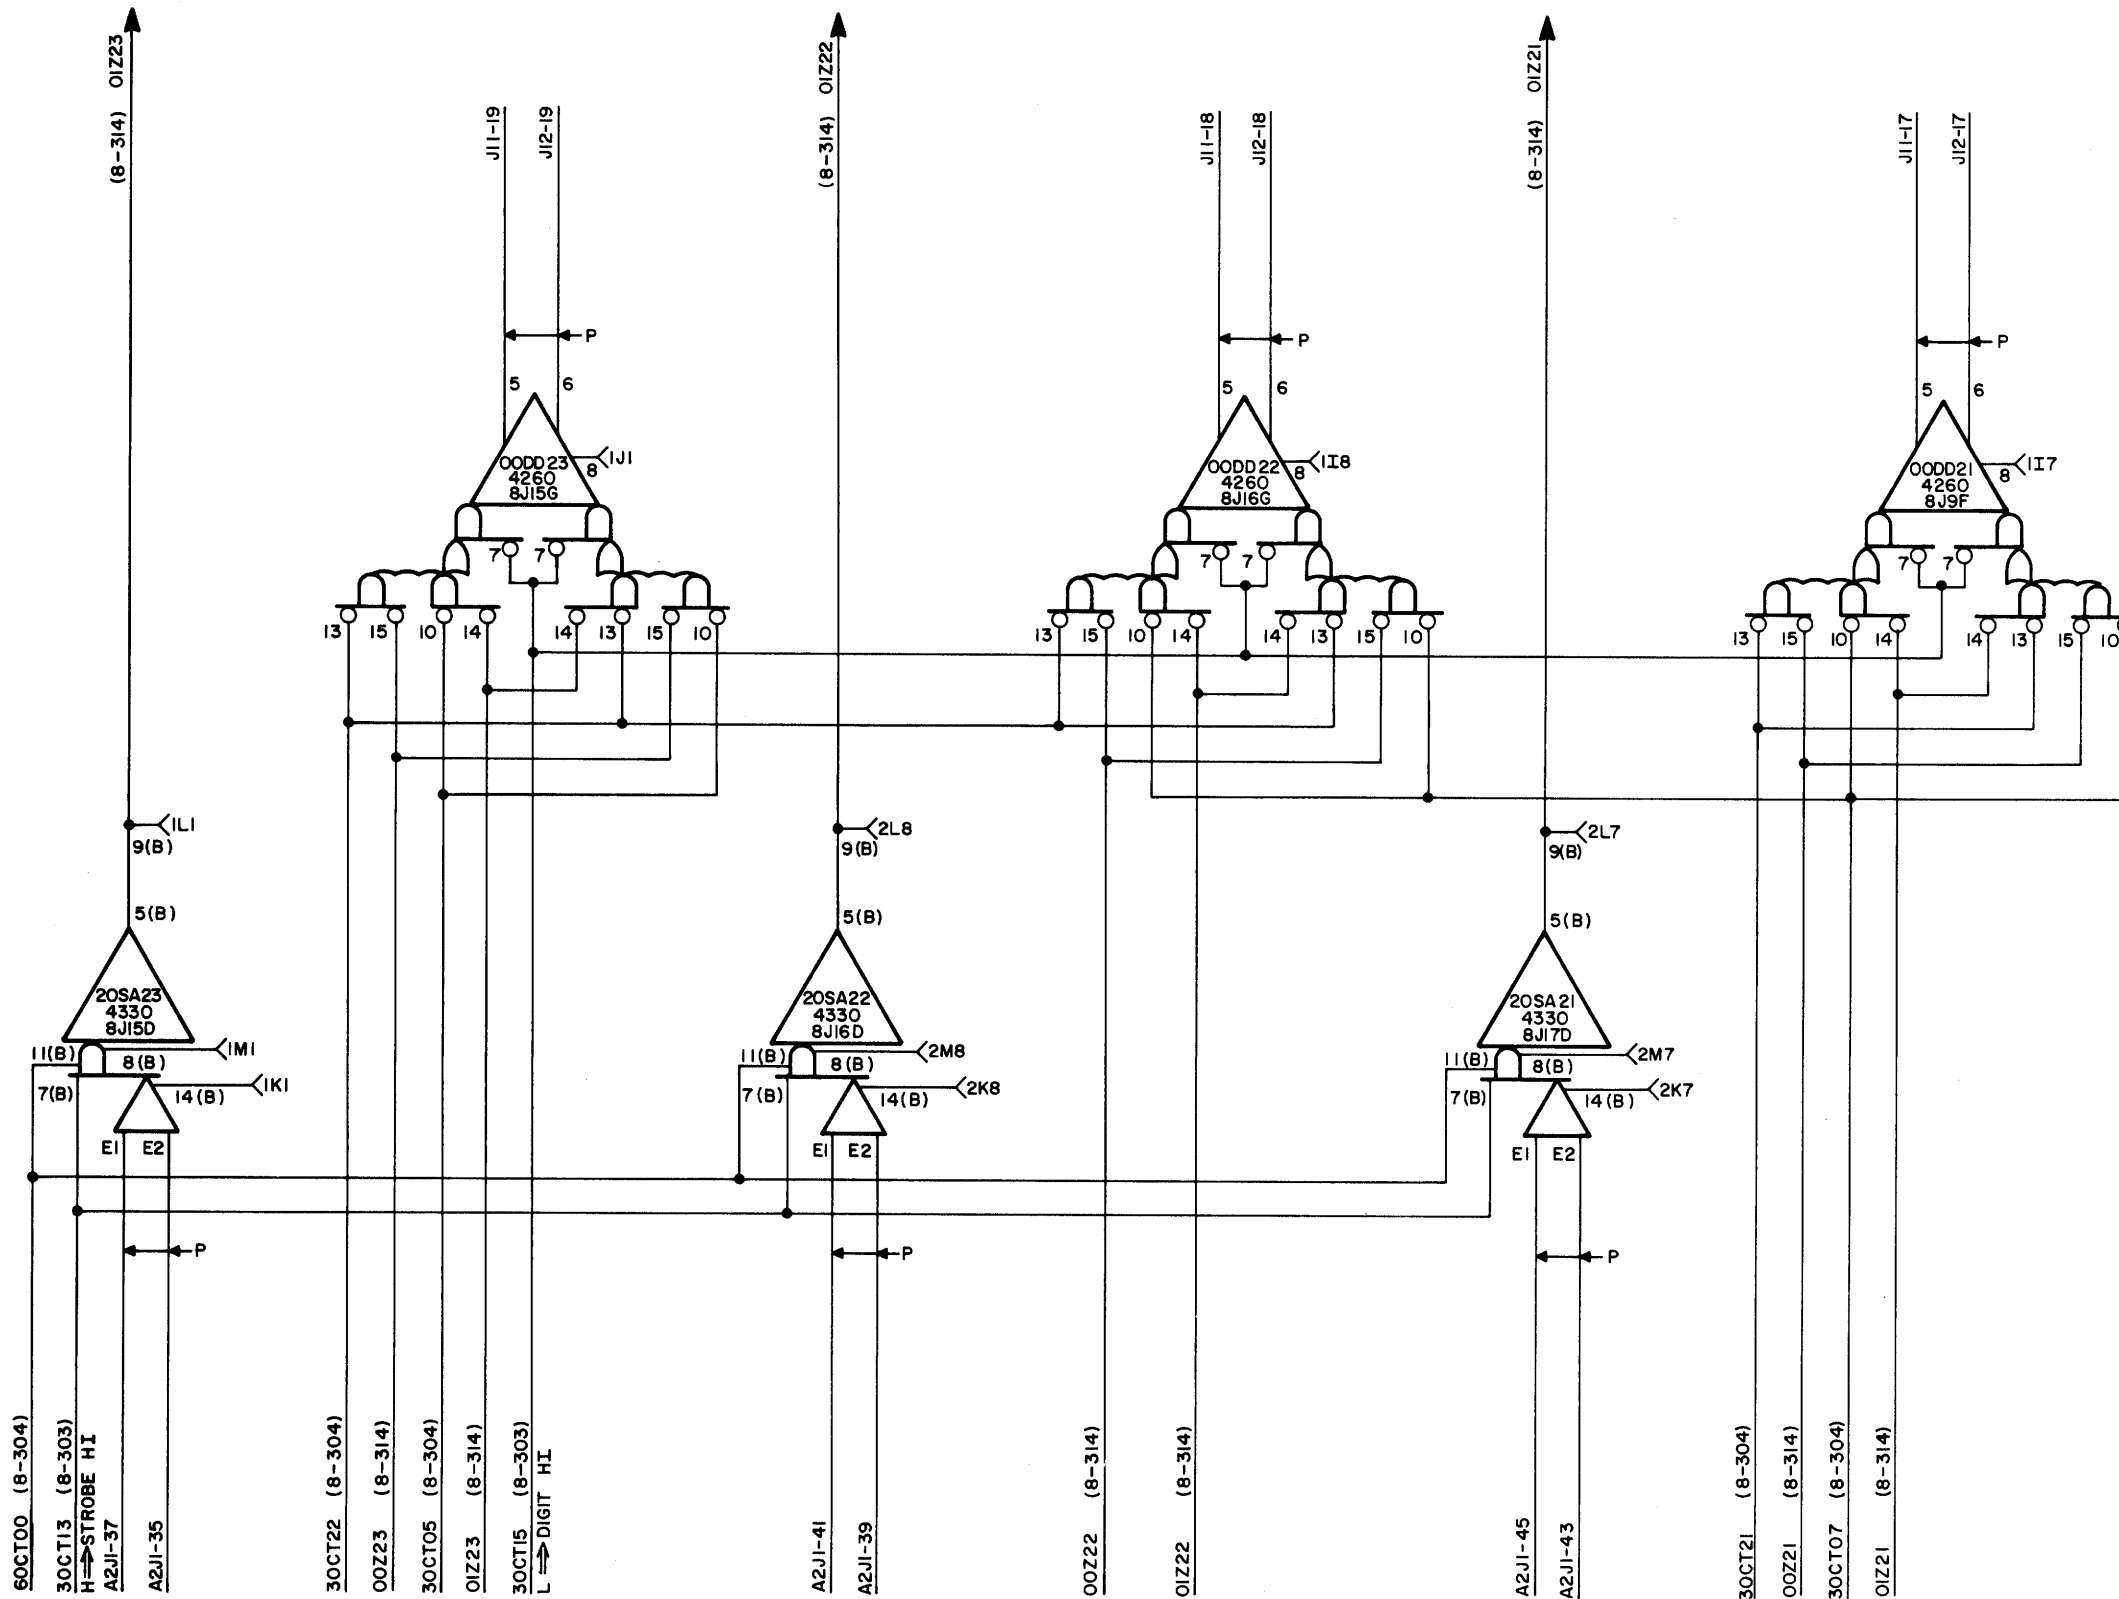 (8-314) 01Z23
(8-314) 01Z22
(8-314) 01Z21
J11-19
J12-19
J11-18
J12-18
J11-17
J12-17
P
P
P
5 6
5 6
5 6
00DD23
4260
8J15G
8
1J1
00DD22
4260
8J16G
8
1I8
00DD21
4260
8J9F
8
1I7
7 7
7 7
7 7
13 15 10 14 14 13 15 10
13 15 10 14 14 13 15 10
13 15 10 14 14 13 15 10
1L1
9(B)
5(B)
2L8
9(B)
5(B)
2L7
9(B)
5(B)
20SA23
4330
8J15D
20SA22
4330
8J16D
20SA21
4330
8J17D
11(B)
8(B)
1M1
7(B)
14(B)
1K1
E1 E2
11(B)
8(B)
2M8
7(B)
14(B)
2K8
E1 E2
11(B)
8(B)
2M7
7(B)
14(B)
2K7
E1 E2
P
P
P
60CT00 (8-304)
30CT13 (8-303)
H⟹STROBE HI
A2J1-37
A2J1-35
30CT22 (8-304)
00Z23 (8-314)
30CT05 (8-304)
01Z23 (8-314)
30CT15 (8-303)
L ⟹DIGIT HI
A2J1-41
A2J1-39
00Z22 (8-314)
01Z22 (8-314)
A2J1-45
A2J1-43
30CT21 (8-304)
00Z21 (8-314)
30CT07 (8-304)
01Z21 (8-314)